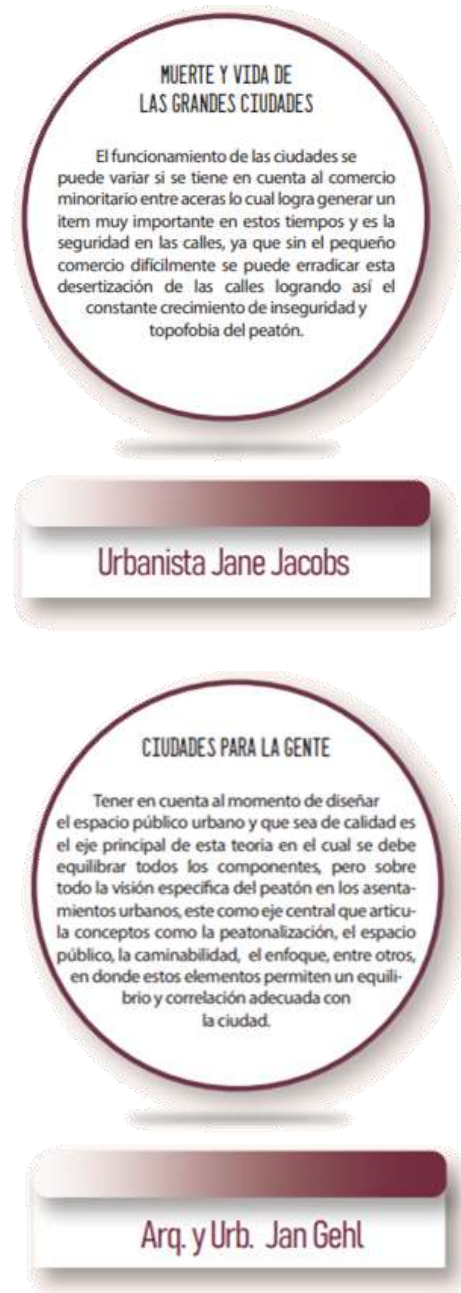 MUERTE Y VIDA DE
LAS GRANDES CIUDADES
El funcionamiento de las ciudades se
puede variar si se tiene en cuenta al comercio
minoritario entre aceras lo cual logra generar un
item muy importante en estos tiempos y es la
seguridad en las calles, ya que sin el pequeño
comercio difícilmente se puede erradicar esta
desertización de las calles logrando así el
constante crecimiento de inseguridad y
topofobia del peatón.
Urbanista Jane Jacobs
CIUDADES PARA LA GENTE
Tener en cuenta al momento de diseñar
el espacio público urbano y que sea de calidad es
el eje principal de esta teoria en el cual se debe
equilibrar todos los componentes, pero sobre
todo la visión específica del peatón en los asenta-
mientos urbanos, este como eje central que articu-
la conceptos como la peatonalización, el espacio
público, la caminabilidad, el enfoque, entre otros,
en donde estos elementos permiten un equili-
brio y correlación adecuada con
la ciudad.
Arq. y Urb. Jan Gehl